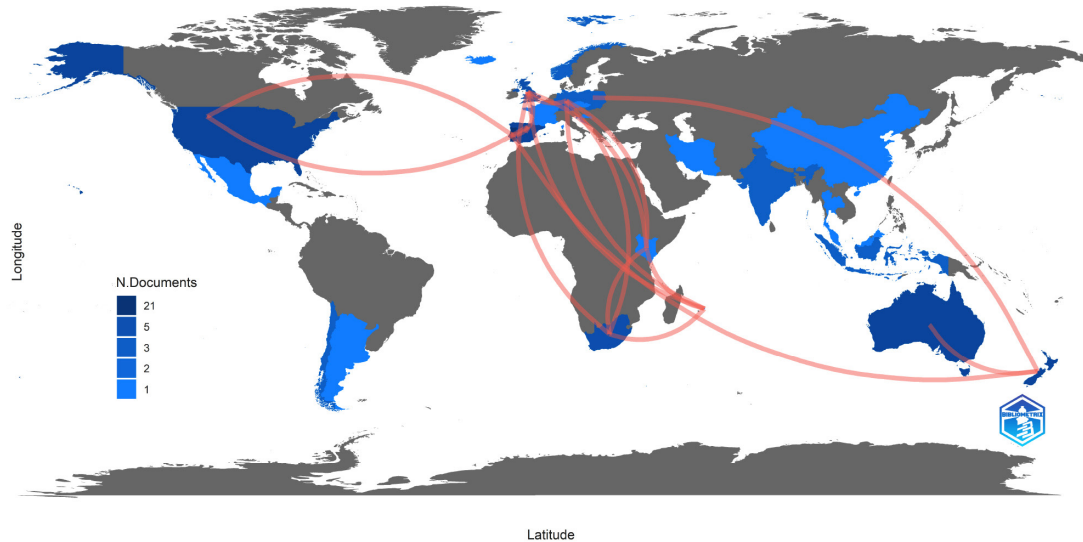 Longitude
N.Documents
21
5
3
2
1
BIBLIOMETRIX
Latitude